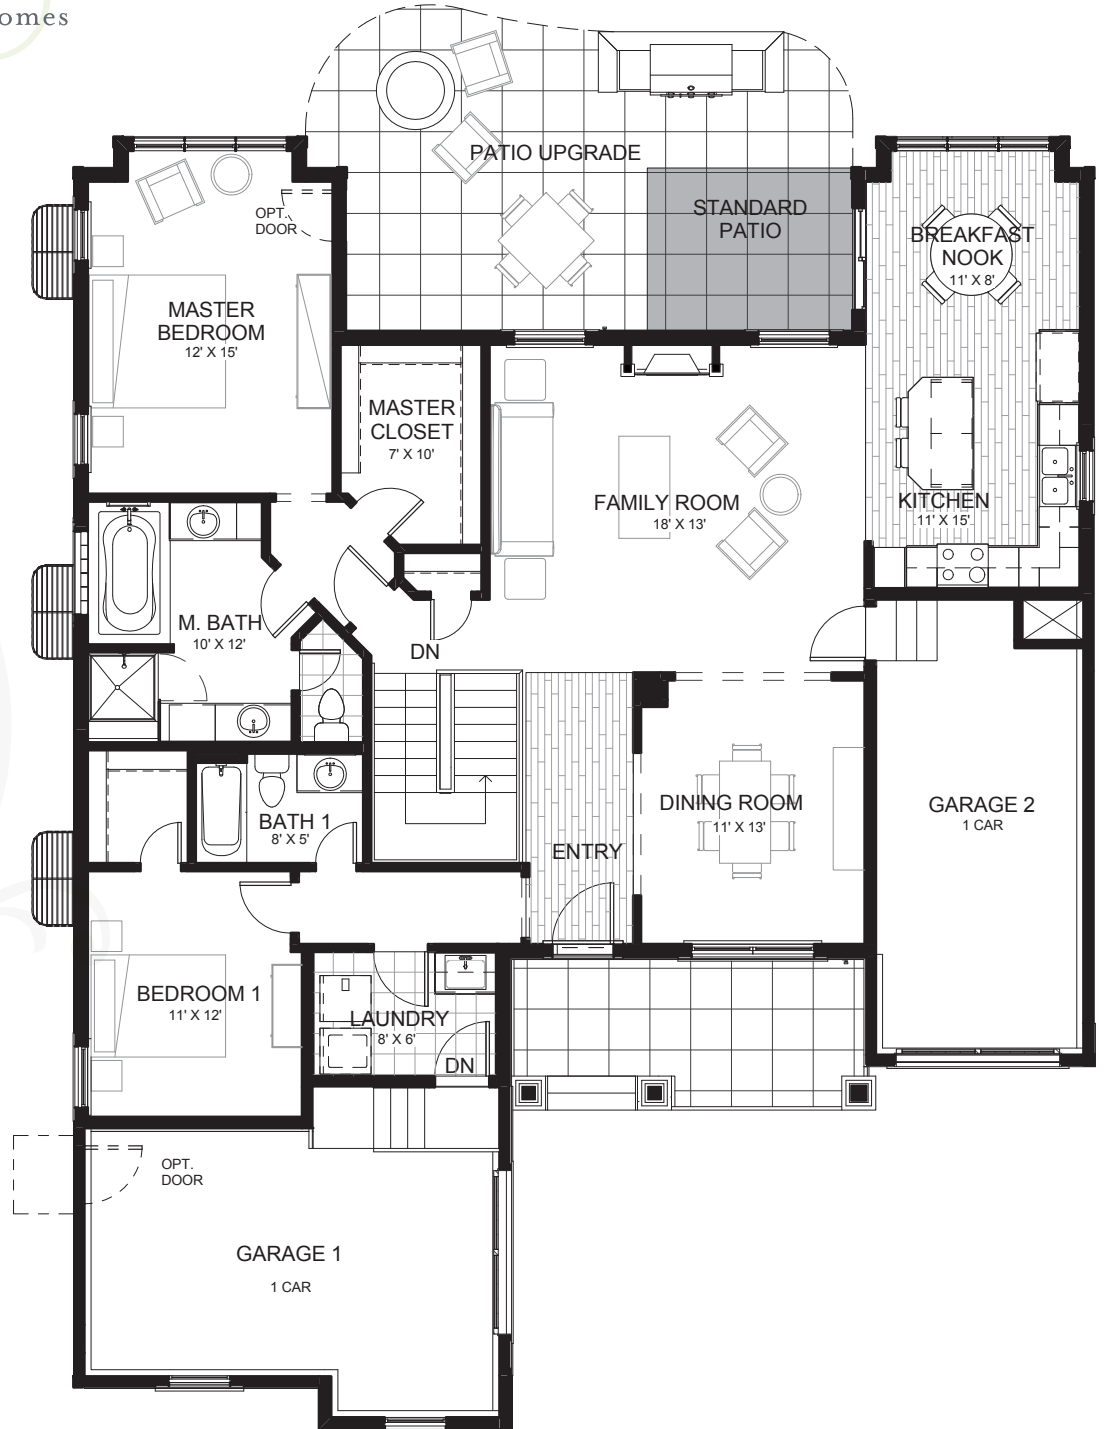 omes
PATIO UPGRADE
STANDARD
PATIO
OPT.
DOOR
BREAKFAST
NOOK
11' X 8'
MASTER
BEDROOM
12' X 15'
MASTER
CLOSET
7' X 10'
FAMILY ROOM
18' X 13'
KITCHEN
11' X 15'
M. BATH
10' X 12'
DN
DINING ROOM
11' X 13'
GARAGE 2
1 CAR
BATH 1
8' X 5'
ENTRY
BEDROOM 1
11' X 12'
LAUNDRY
8' X 6'
DN
OPT.
DOOR
GARAGE 1
1 CAR